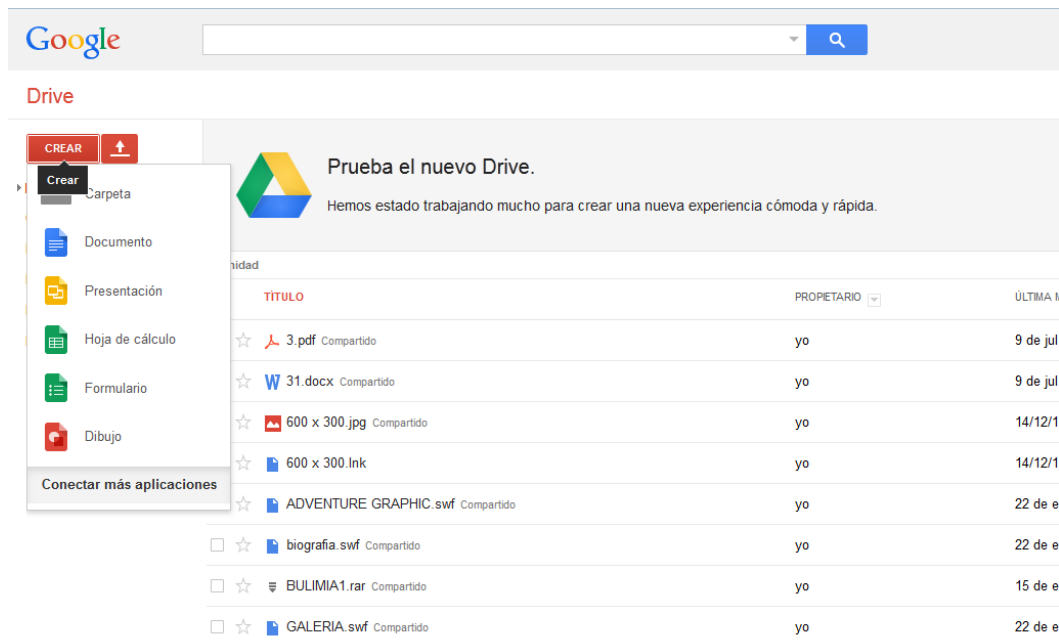 Google
Drive
CREAR
Crear
Carpeta
Documento
Presentación
Hoja de cálculo
Formulario
Dibujo
Conectar más aplicaciones
Prueba el nuevo Drive.
Hemos estado trabajando mucho para crear una nueva experiencia cómoda y rápida.
nidad
TÍTULO PROPIETARIO ÚLTIMA M
3.pdf Compartido yo 9 de jul
31.docx Compartido yo 9 de jul
600 x 300.jpg Compartido yo 14/12/1
600 x 300.lnk yo 14/12/1
ADVENTURE GRAPHIC.swf Compartido yo 22 de e
biografia.swf Compartido yo 22 de e
BULIMIA1.rar Compartido yo 15 de e
GALERIA.swf Compartido yo 22 de e